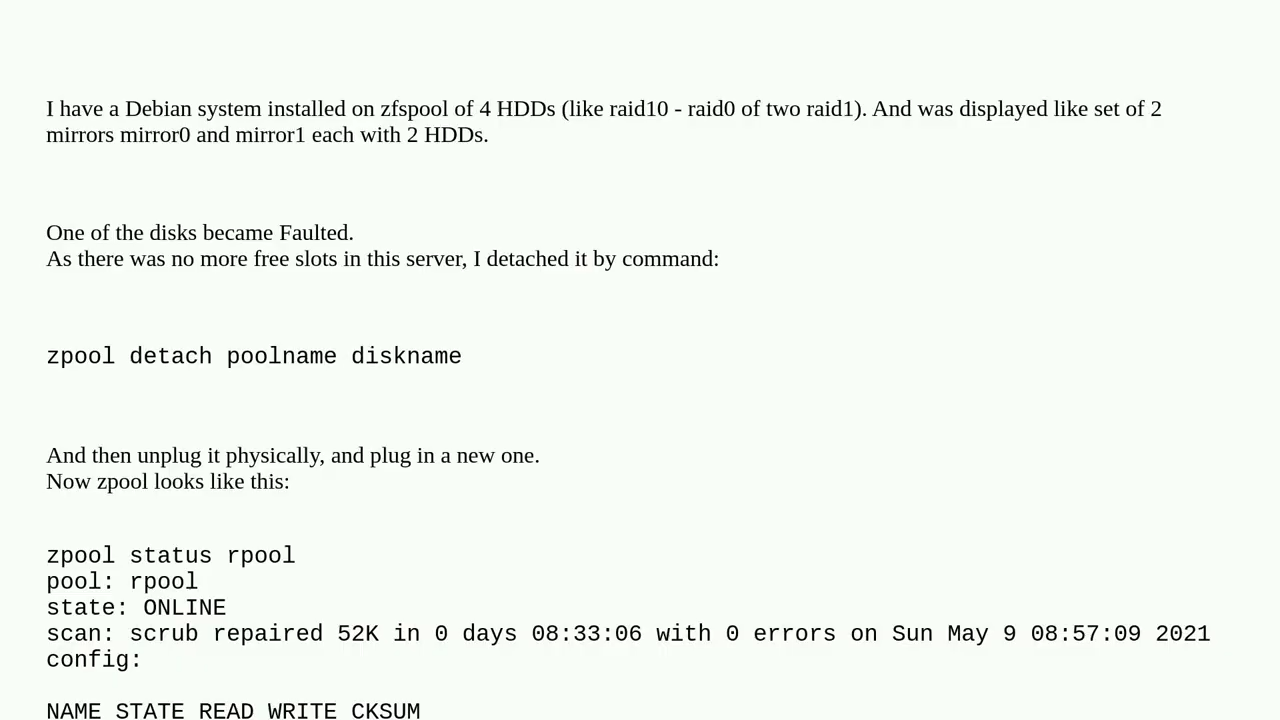 I have a Debian system installed on zfspool of 4 HDDs (like raid10 - raid0 of two raid1). And was displayed like set of 2
mirrors mirror0 and mirror1 each with 2 HDDs.
One of the disks became Faulted.
As there was no more free slots in this server, I detached it by command:
zpool detach poolname diskname
And then unplug it physically, and plug in a new one.
Now zpool looks like this:
zpool status rpool
pool: rpool
state: ONLINE
scan: scrub repaired 52K in 0 days 08:33:06 with 0 errors on Sun May 9 08:57:09 2021
config:
NAME STATE READ WRITE CKSUM